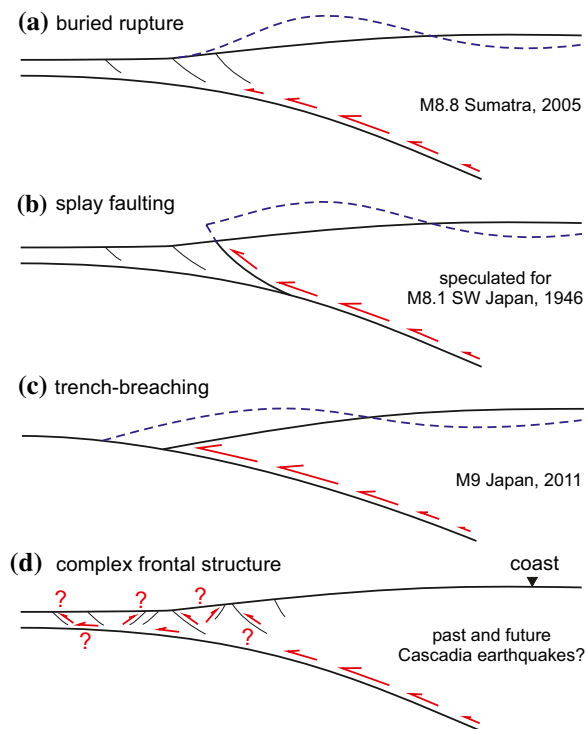 (a) buried rupture
M8.8 Sumatra, 2005
(b) splay faulting
speculated for
M8.1 SW Japan, 1946
(c) trench-breaching
M9 Japan, 2011
(d) complex frontal structure
coast
? ? ?
? ?
past and future
Cascadia earthquakes?